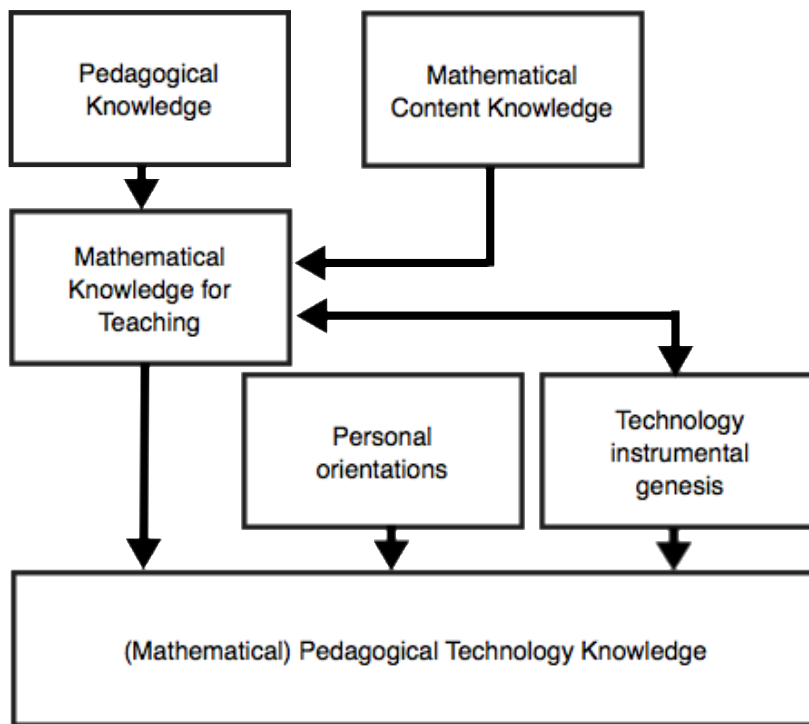 Pedagogical
Knowledge
Mathematical
Content Knowledge
Mathematical
Knowledge for
Teaching
Personal
orientations
Technology
instrumental
genesis
(Mathematical) Pedagogical Technology Knowledge